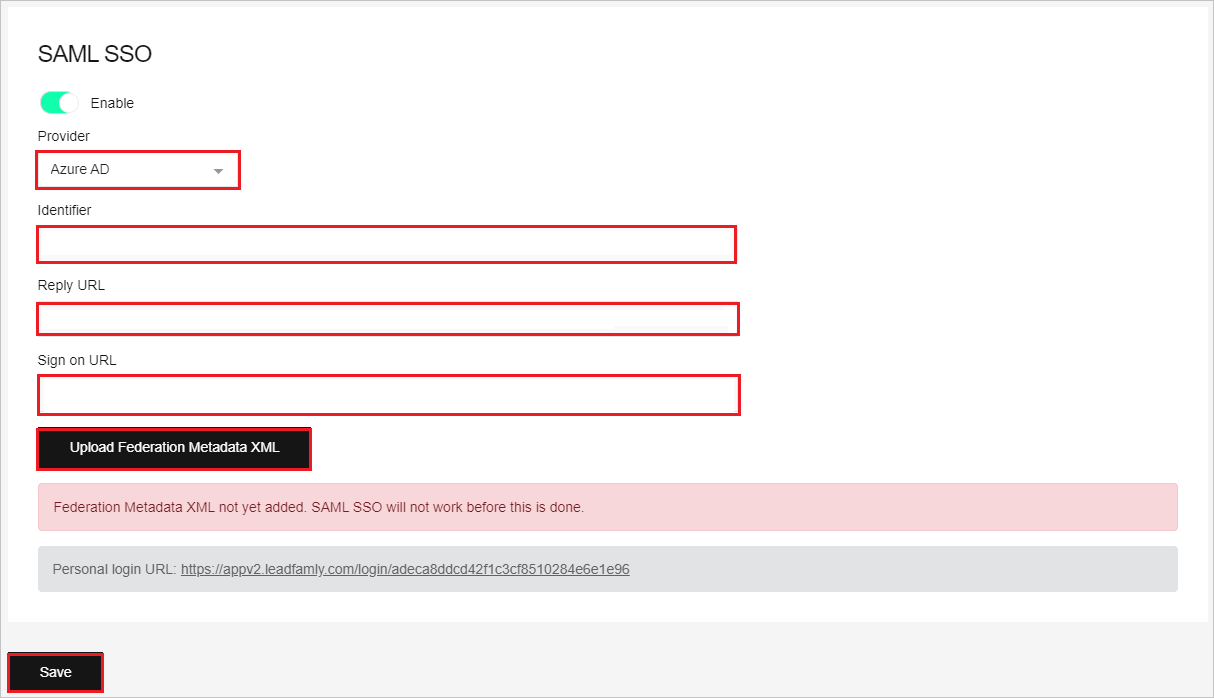 SAML SSO
Enable
Provider
Azure AD
Identifier
Reply URL
Sign on URL
Upload Federation Metadata XML
Federation Metadata XML not yet added. SAML SSO will not work before this is done.
Personal login URL: https://appv2.leadfamly.com/login/adeca8ddcd42f1c3cf8510284e6e1e96
Save